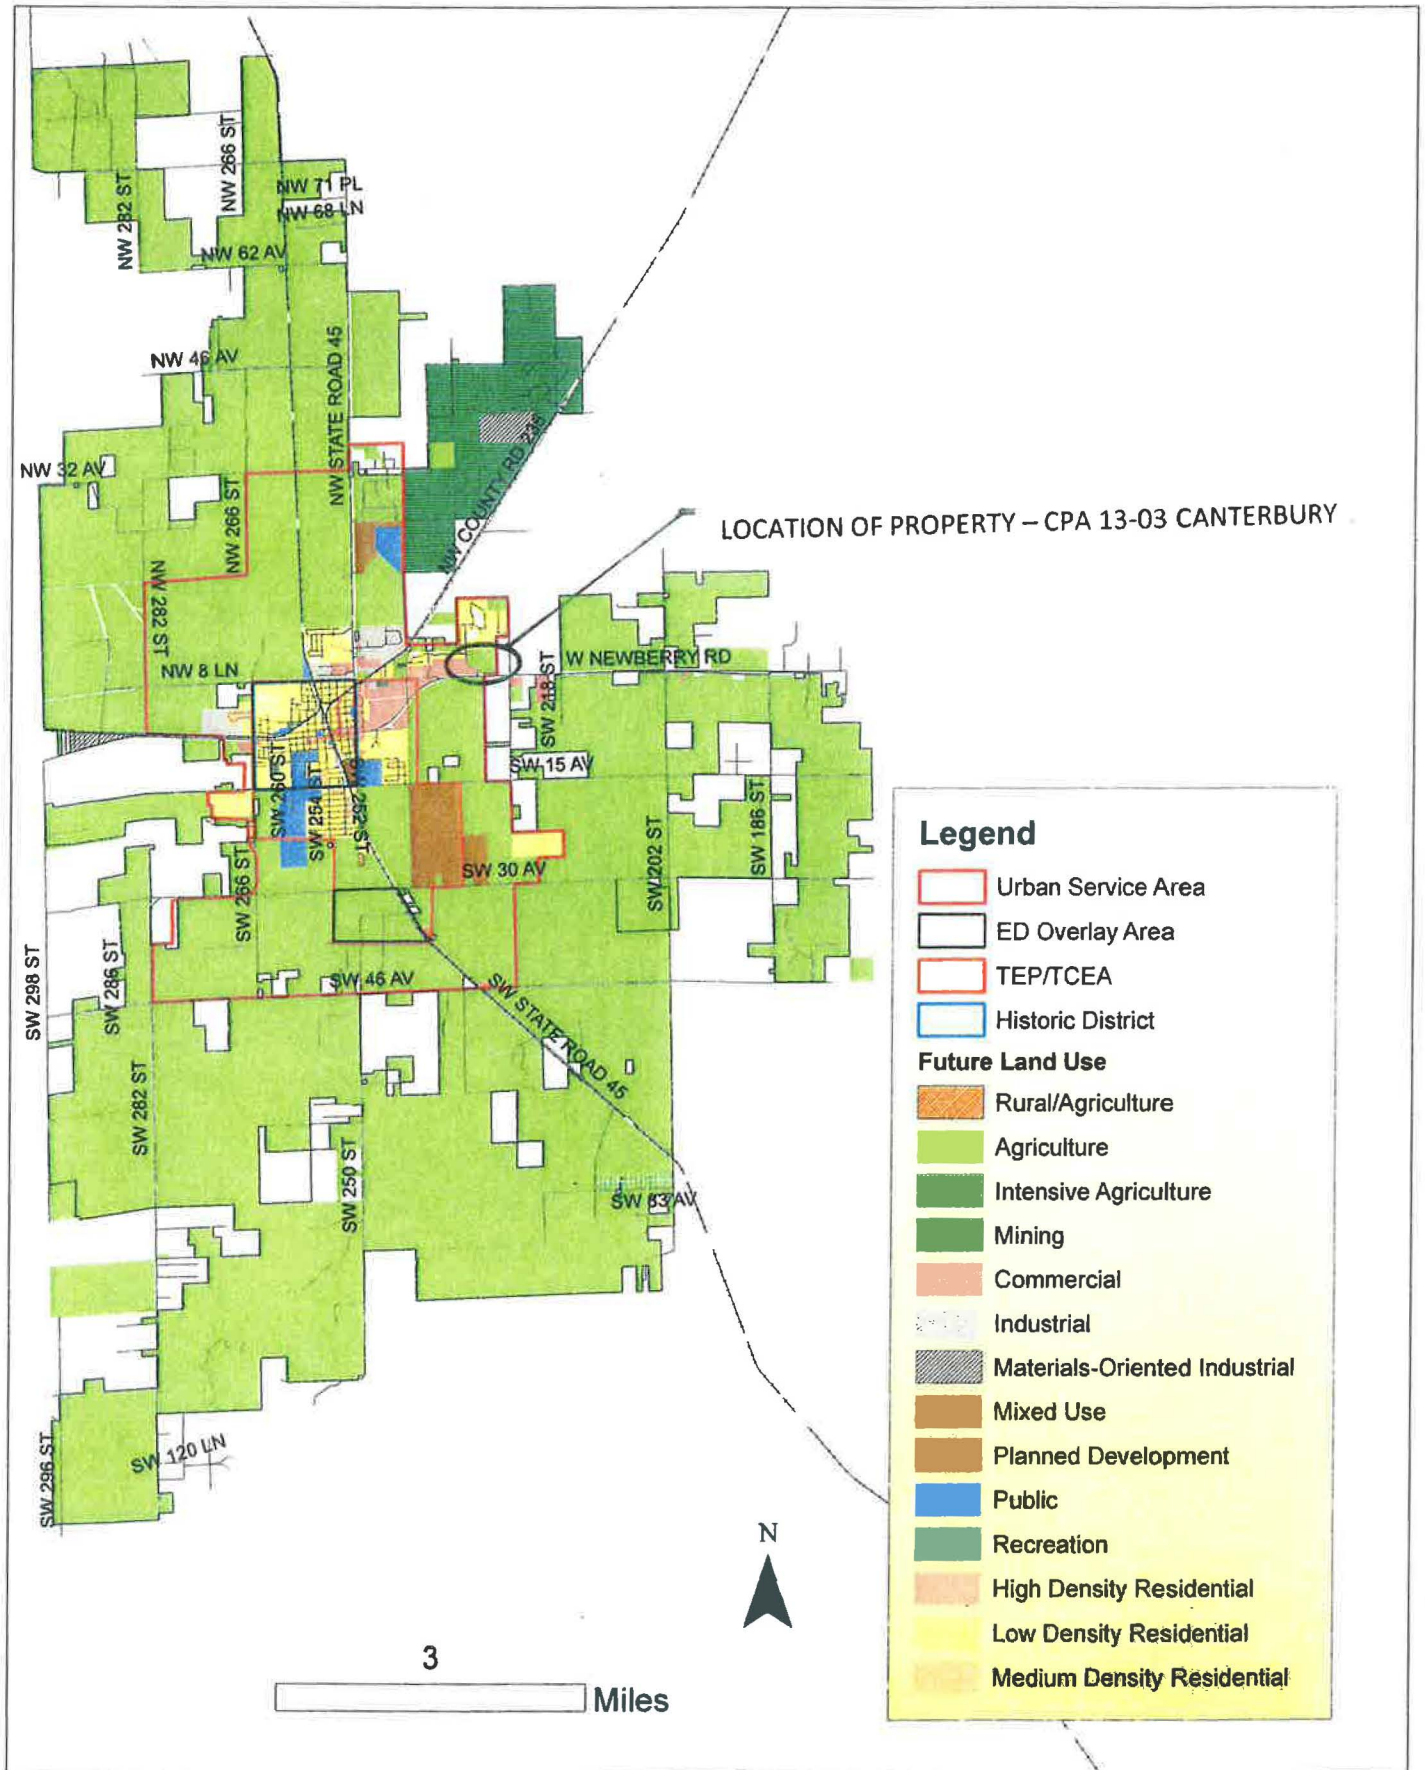 NW 266 ST
NW 282 ST
NW 71 PL
NW 68 LN
NW 62 AV
NW STATE ROAD 45
NW 46 AV
NW 32 AV
NW 266 ST
NW COUNTY RD 235
LOCATION OF PROPERTY – CPA 13-03 CANTERBURY
NW 282 ST
NW 8 LN
W NEWBERRY RD
SW 218 ST
SW 15 AV
SW 260 ST
SW 254 ST
SW 252 ST
SW 202 ST
SW 186 ST
SW 30 AV
SW 266 ST
SW 298 ST
SW 286 ST
SW 46 AV
SW STATE ROAD 45
SW 282 ST
SW 250 ST
SW 63 AV
SW 296 ST
SW 120 LN
Legend
Urban Service Area
ED Overlay Area
TEP/TCEA
Historic District
Future Land Use
Rural/Agriculture
Agriculture
Intensive Agriculture
Mining
Commercial
Industrial
Materials-Oriented Industrial
Mixed Use
Planned Development
Public
Recreation
High Density Residential
Low Density Residential
Medium Density Residential
N
3
Miles